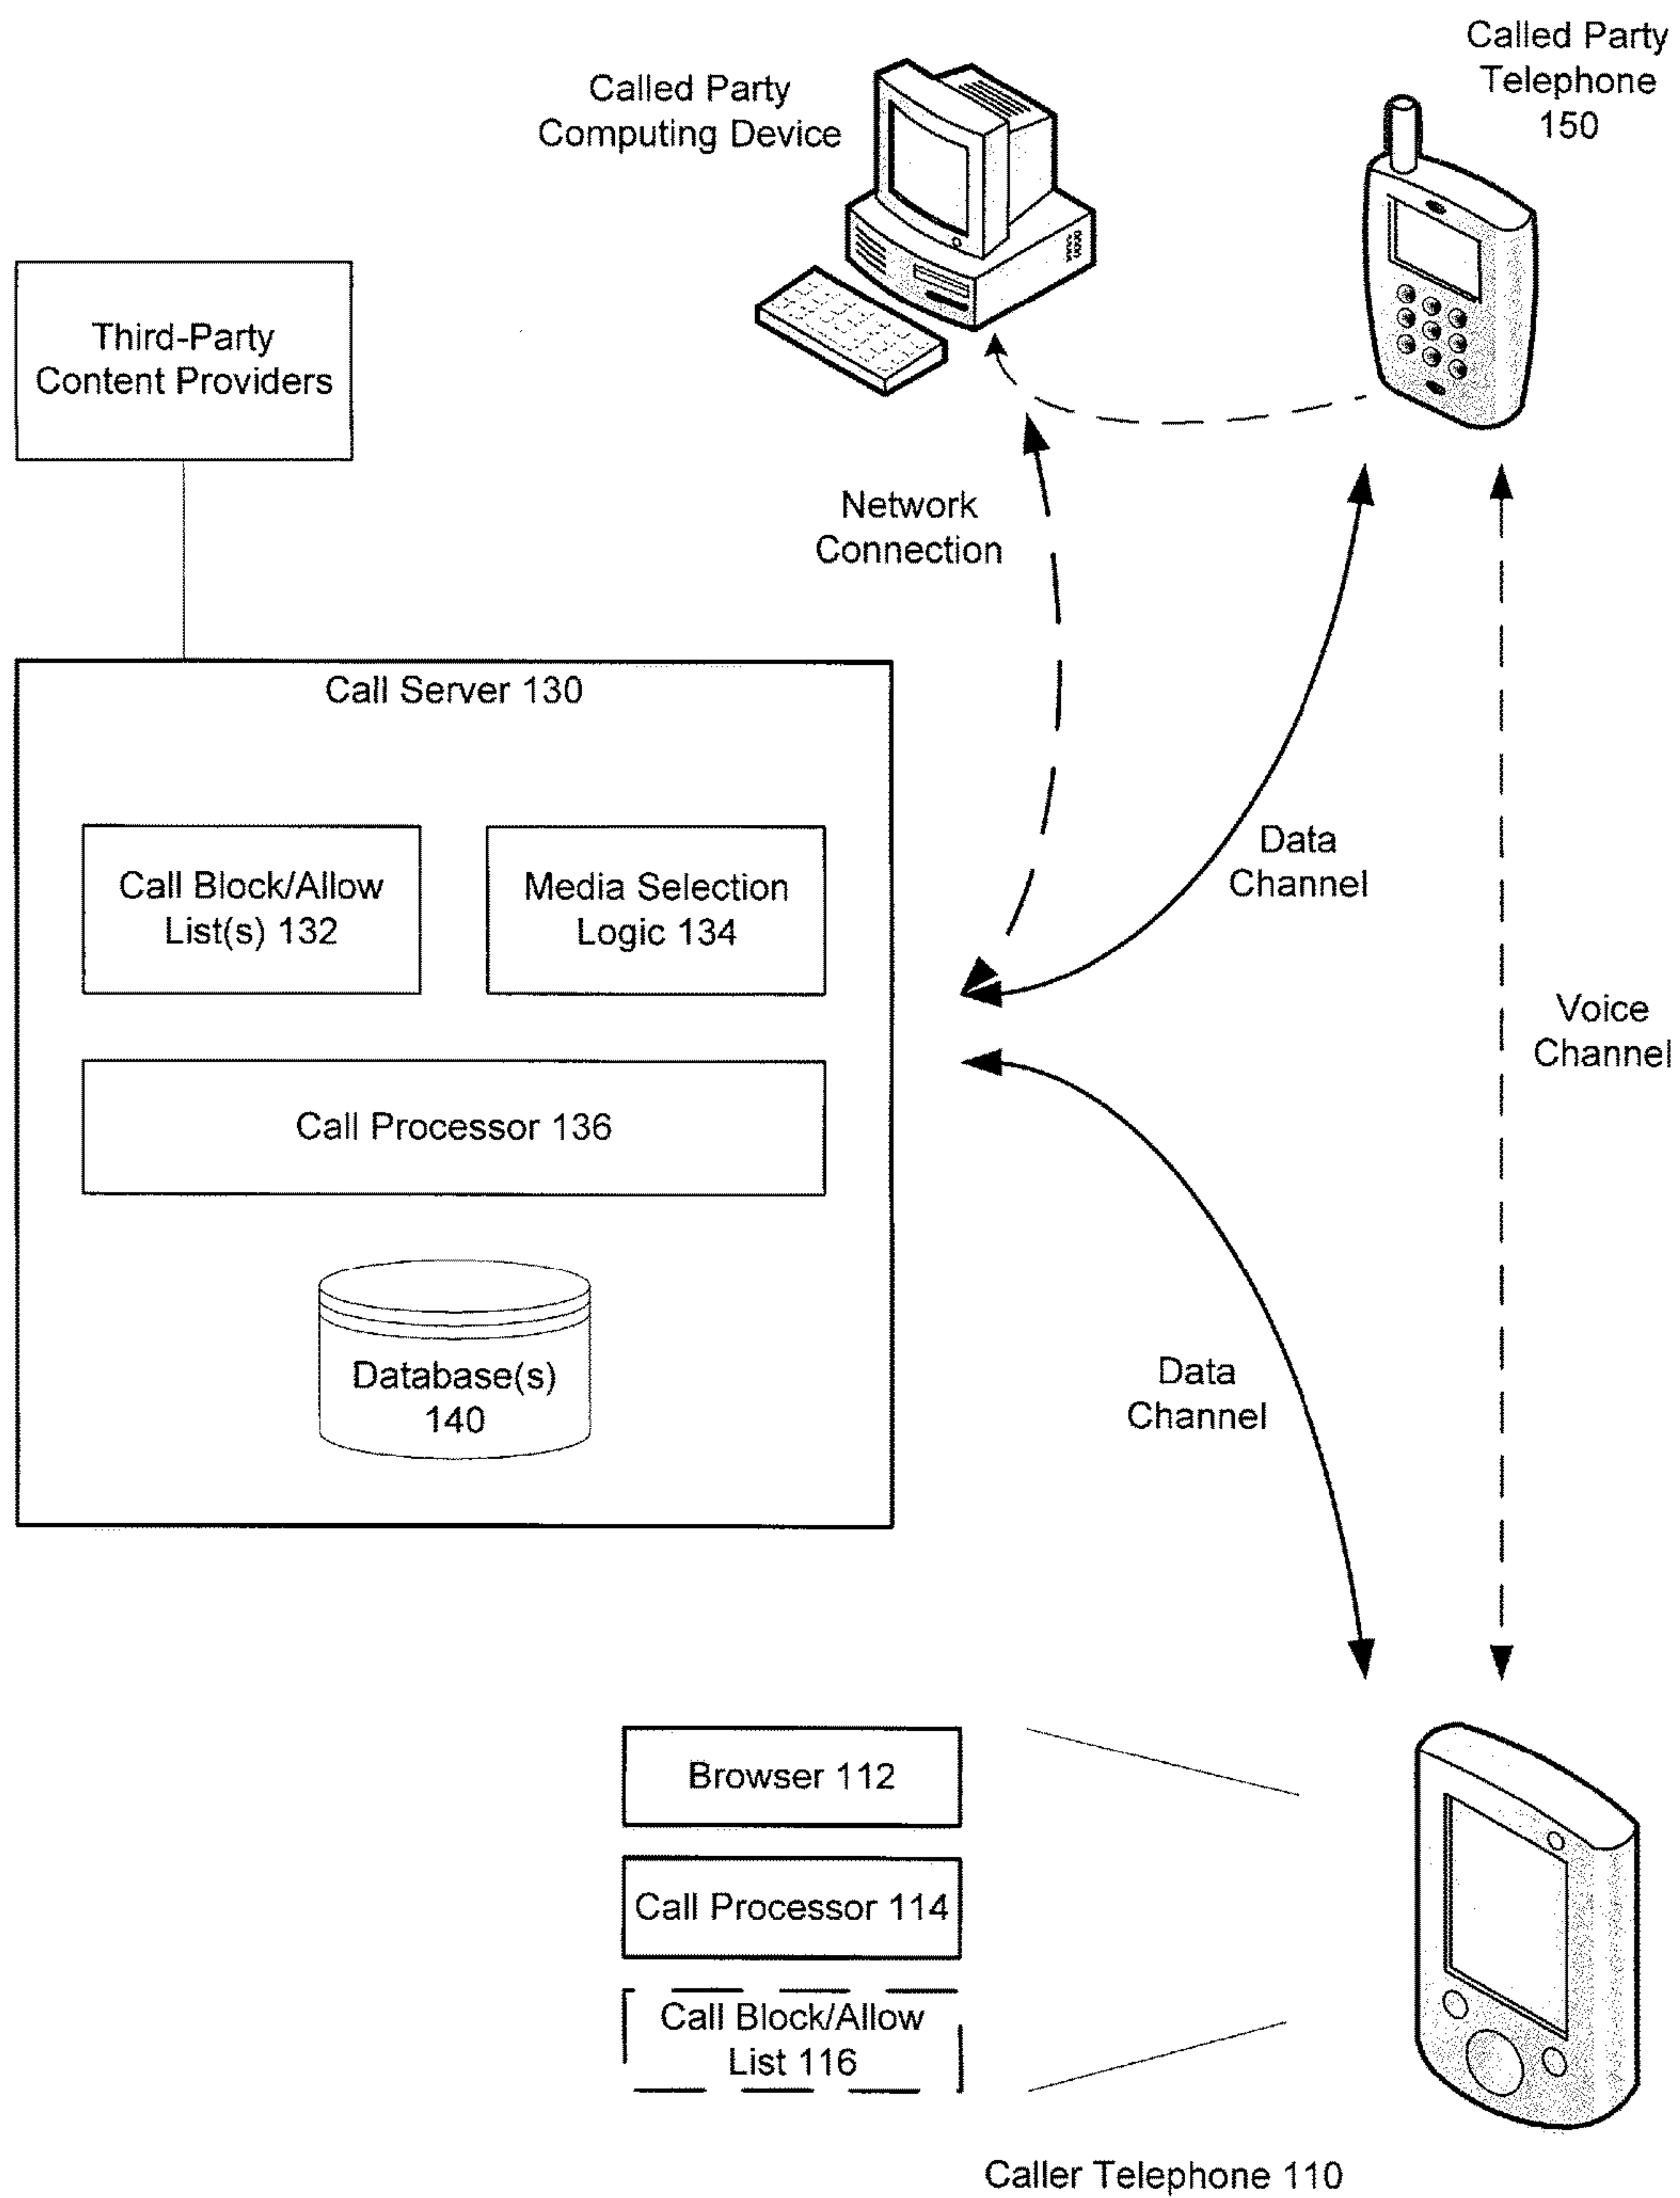 Called Party
Telephone
150
Called Party
Computing Device
Third-Party
Content Providers
Network
Connection
Call Server 130
Call Block/Allow
List(s) 132
Media Selection
Logic 134
Data
Channel
Voice
Channel
Call Processor 136
Database(s)
140
Data
Channel
Browser 112
Call Processor 114
Call Block/Allow
List 116
Caller Telephone 110